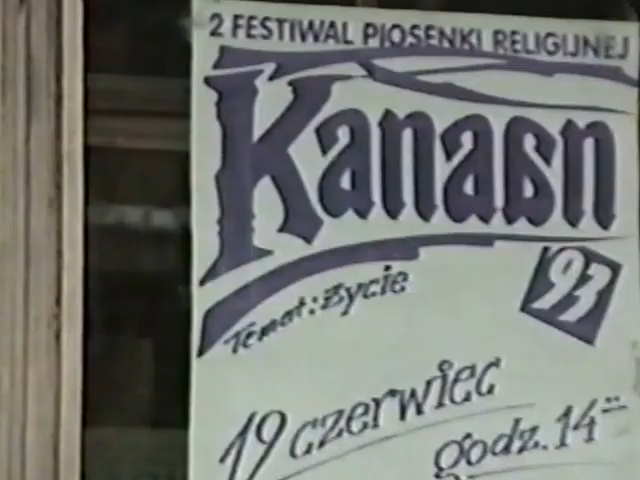 2 FESTIWAL PIOSENKI RELIGIJNEJ
Kanaan
93
Temat: Życie
19 czerwiec
godz. 14